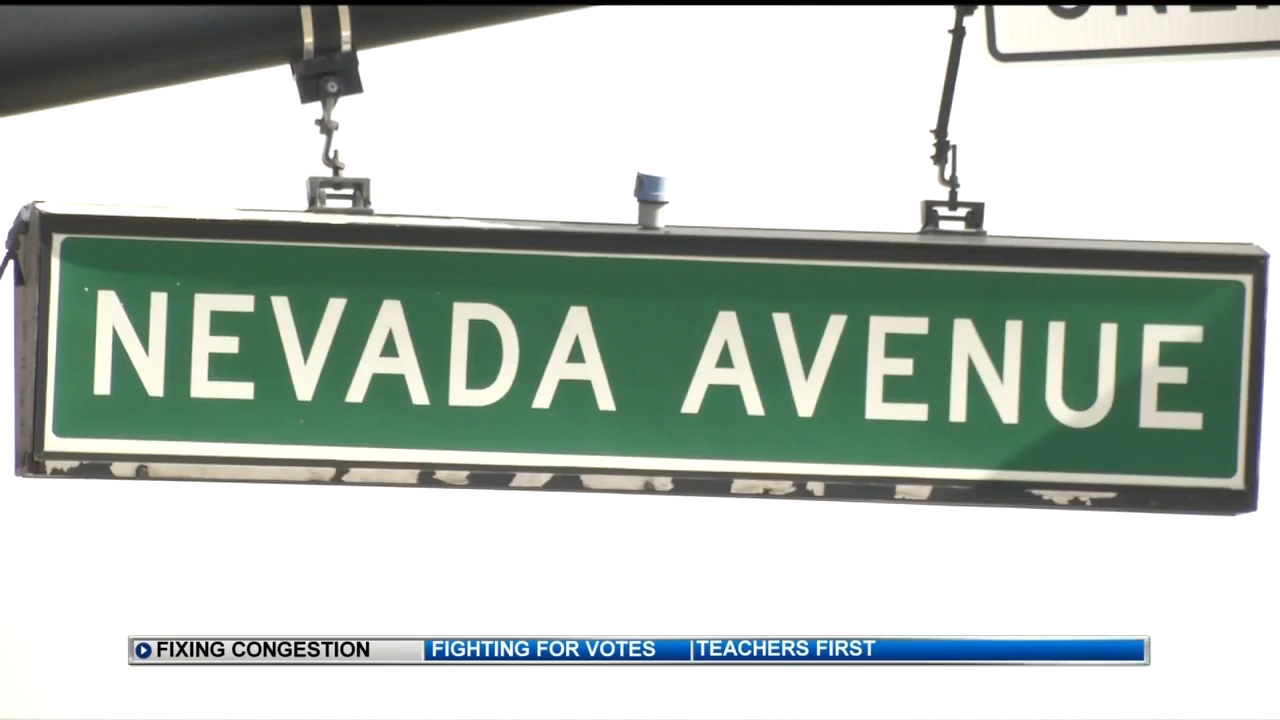 NEVADA AVENUE
FIXING CONGESTION FIGHTING FOR VOTES TEACHERS FIRST